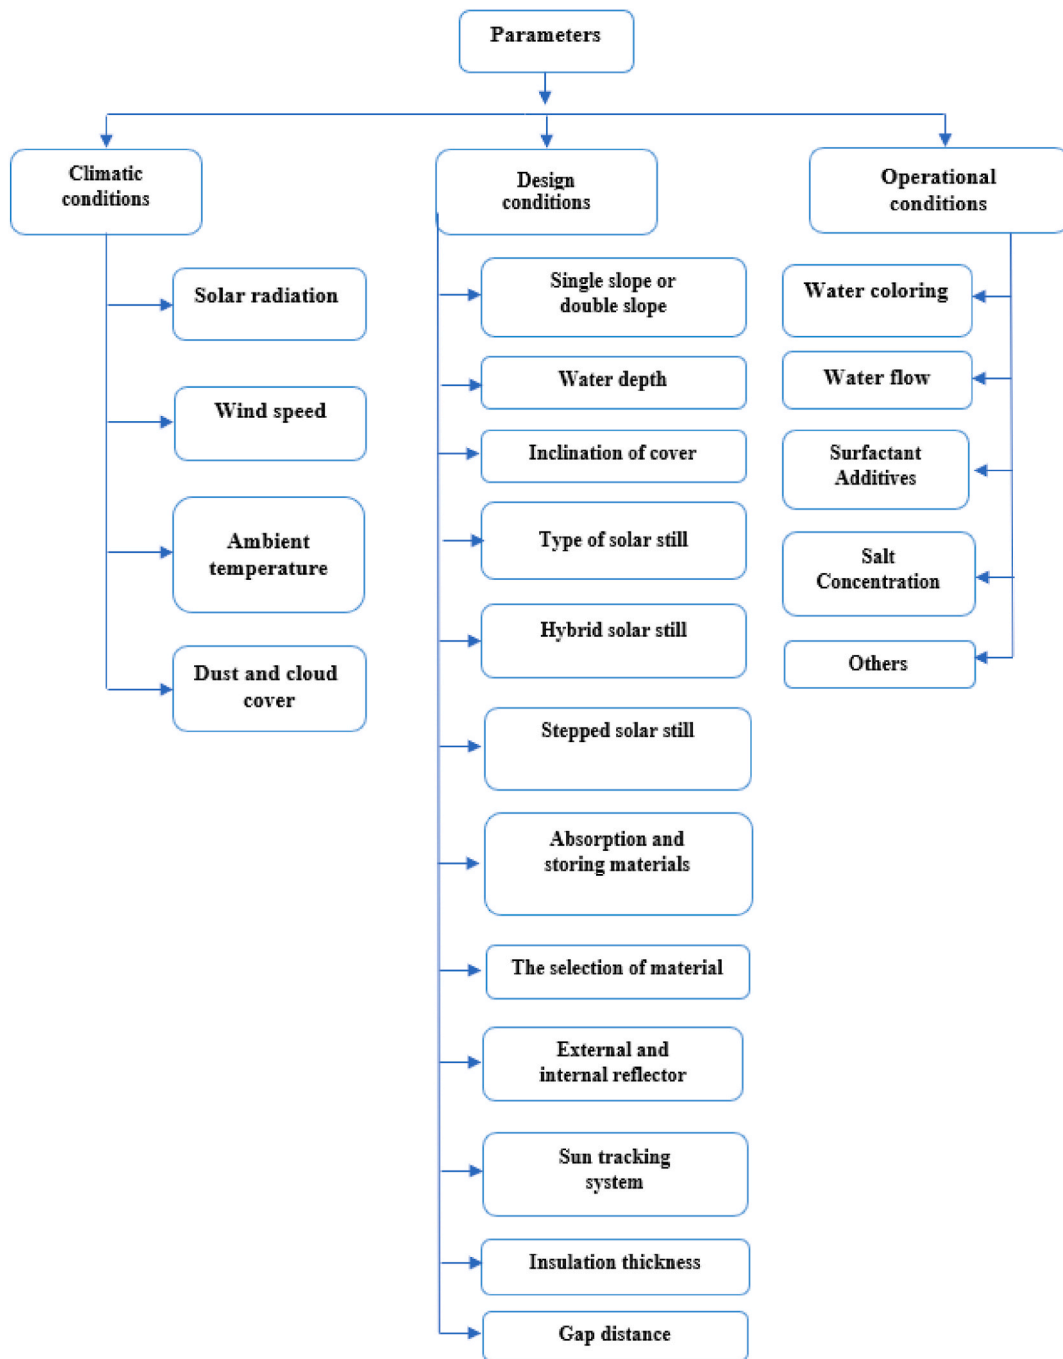 Parameters
Climatic
conditions
Design
conditions
Operational
conditions
Solar radiation
Wind speed
Ambient
temperature
Dust and cloud
cover
Single slope or
double slope
Water depth
Inclination of cover
Type of solar still
Hybrid solar still
Stepped solar still
Absorption and
storing materials
The selection of material
External and
internal reflector
Sun tracking
system
Insulation thickness
Gap distance
Water coloring
Water flow
Surfactant
Additives
Salt
Concentration
Others